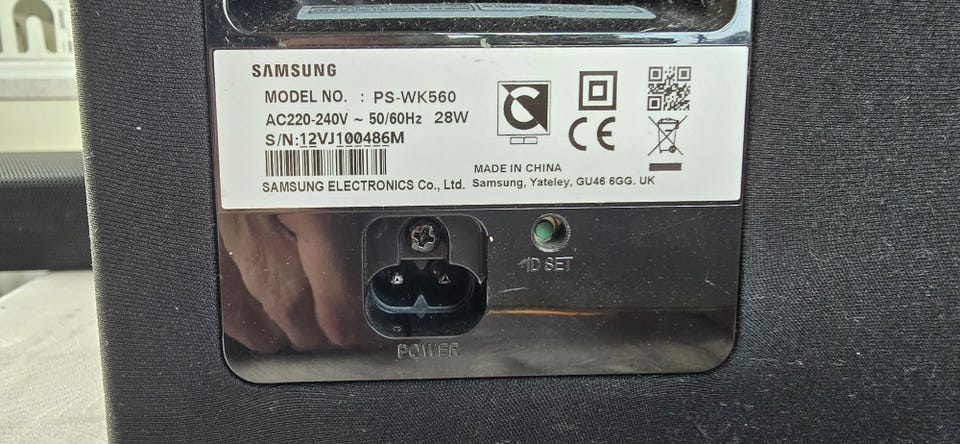 SAMSUNG
MODEL NO. : PS-WK560
AC220-240V ~ 50/60Hz 28W
S/N:12VJ100486M
CE
MADE IN CHINA
SAMSUNG ELECTRONICS Co., Ltd. Samsung, Yateley, GU46 6GG. UK
ID SET
POWER